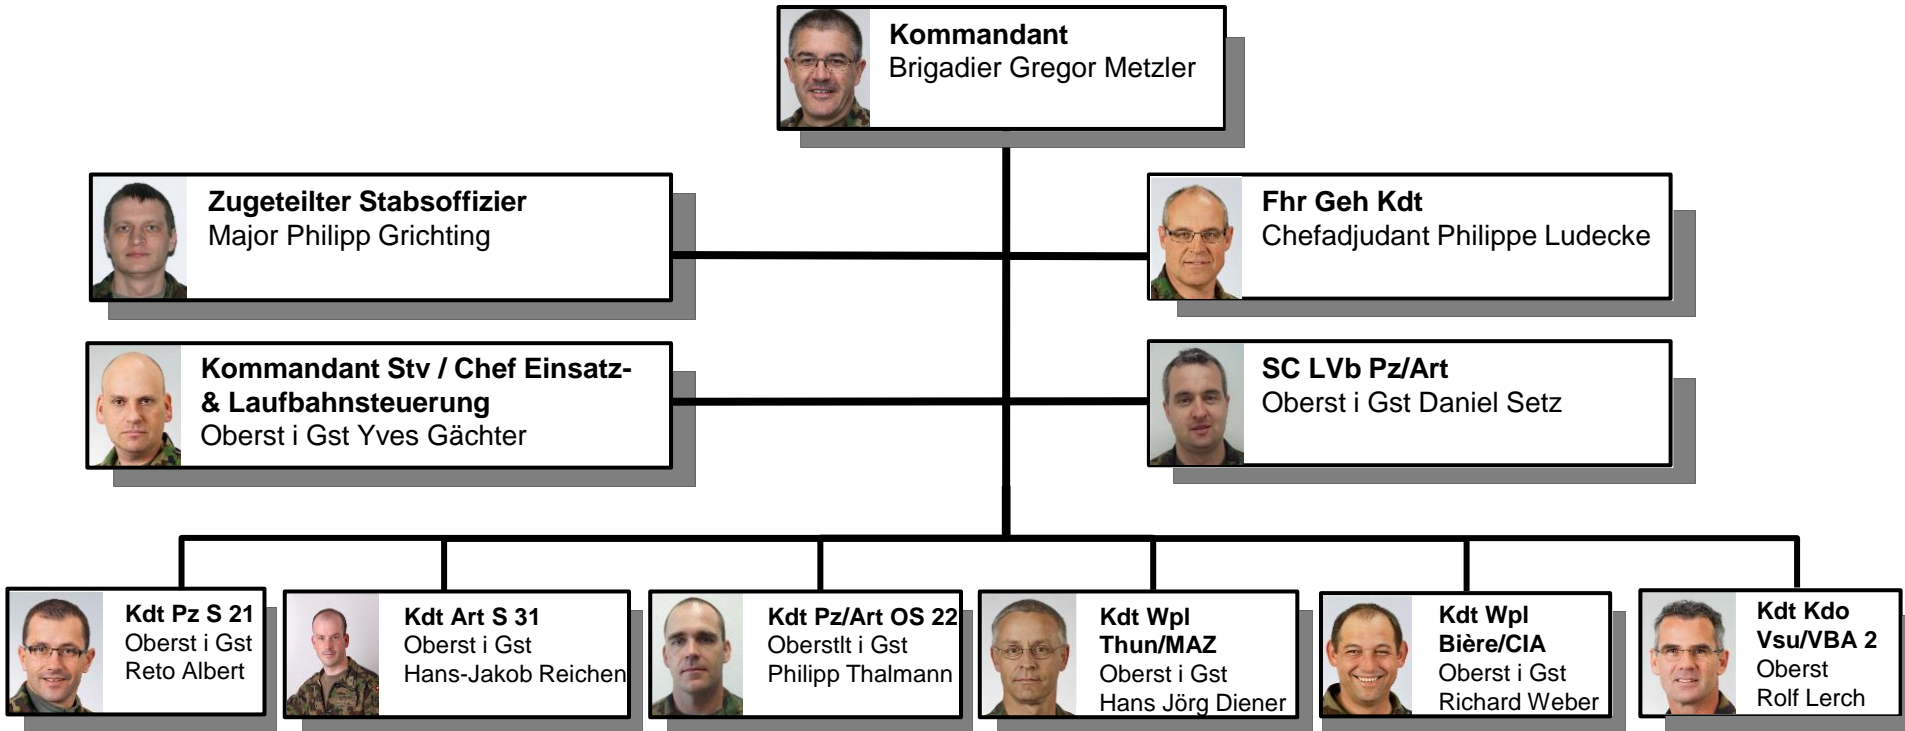 Kommandant
Brigadier Gregor Metzler
Zugeteilter Stabsoffizier
Major Philipp Grichting
Fhr Geh Kdt
Chefadjudant Philippe Ludecke
Kommandant Stv / Chef Einsatz-
& Laufbahnsteuerung
Oberst i Gst Yves Gächter
SC LVb Pz/Art
Oberst i Gst Daniel Setz
Kdt Pz S 21
Oberst i Gst
Reto Albert
Kdt Art S 31
Oberst i Gst
Hans-Jakob Reichen
Kdt Pz/Art OS 22
Oberstlt i Gst
Philipp Thalmann
Kdt Wpl
Thun/MAZ
Oberst i Gst
Hans Jörg Diener
Kdt Wpl
Bière/CIA
Oberst i Gst
Richard Weber
Kdt Kdo
Vsu/VBA 2
Oberst
Rolf Lerch